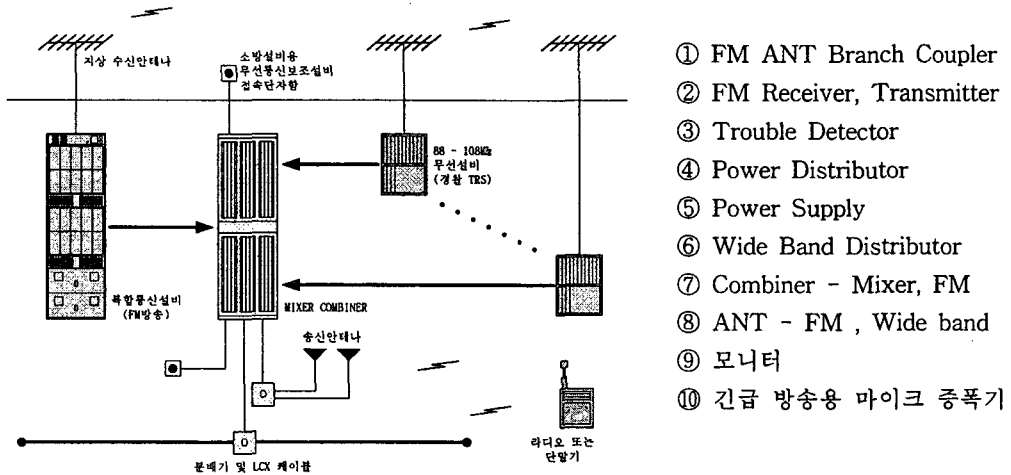 지상 수신안테나
소방설비용
무선통신보조설비
접속단자함
88 - 108㎒
무선설비
(경찰 TRS)
복합통신설비
(FM방송)
MIXER COMBINER
송신안테나
분배기 및 LCX 케이블
라디오 또는
단말기
① FM ANT Branch Coupler
② FM Receiver, Transmitter
③ Trouble Detector
④ Power Distributor
⑤ Power Supply
⑥ Wide Band Distributor
⑦ Combiner - Mixer, FM
⑧ ANT - FM , Wide band
⑨ 모니터
⑩ 긴급 방송용 마이크 증폭기